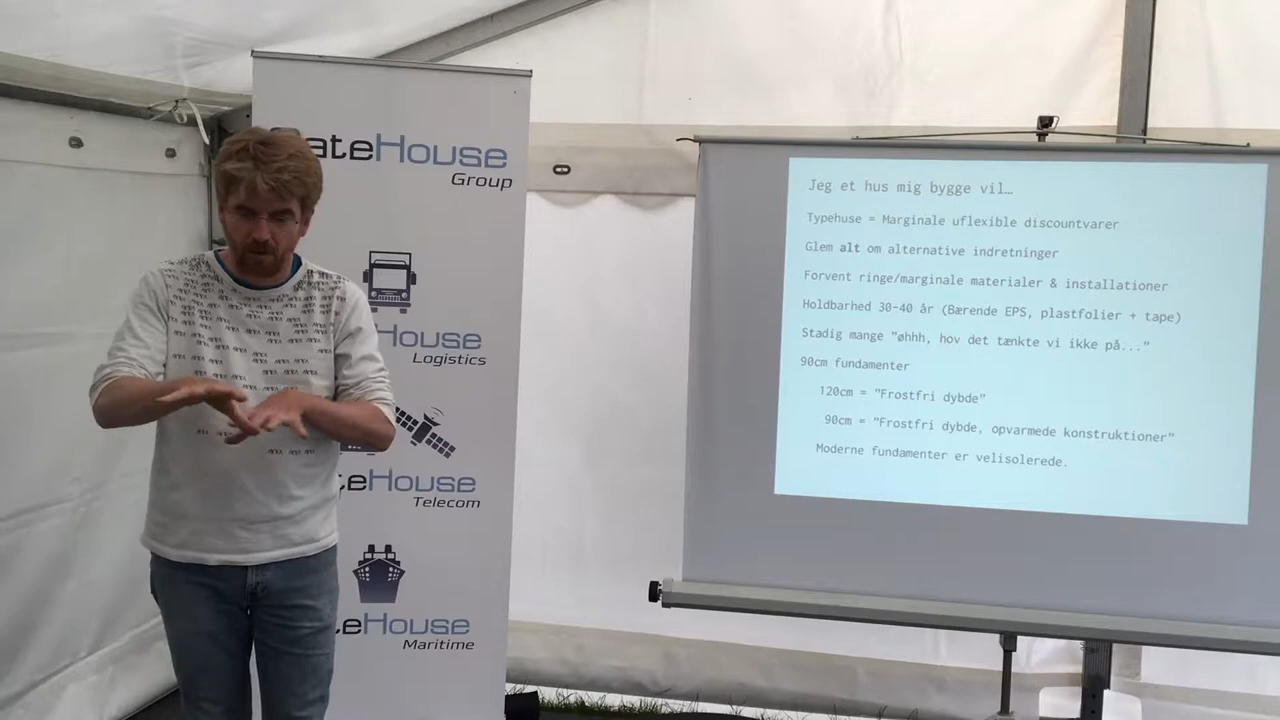 ateHouse
Group
House
Logistics
teHouse
Telecom
teHouse
Maritime
Jeg et hus mig bygge vil…
Typehuse = Marginale uflexible discountvarer
Glem alt om alternative indretninger
Forvent ringe/marginale materialer & installationer
Holdbarhed 30-40 år (Bærende EPS, plastfolier + tape)
Stadig mange "øhhh, hov det tænkte vi ikke på..."
90cm fundamenter
120cm = "Frostfri dybde"
90cm = "Frostfri dybde, opvarmede konstruktioner"
Moderne fundamenter er velisolerede.